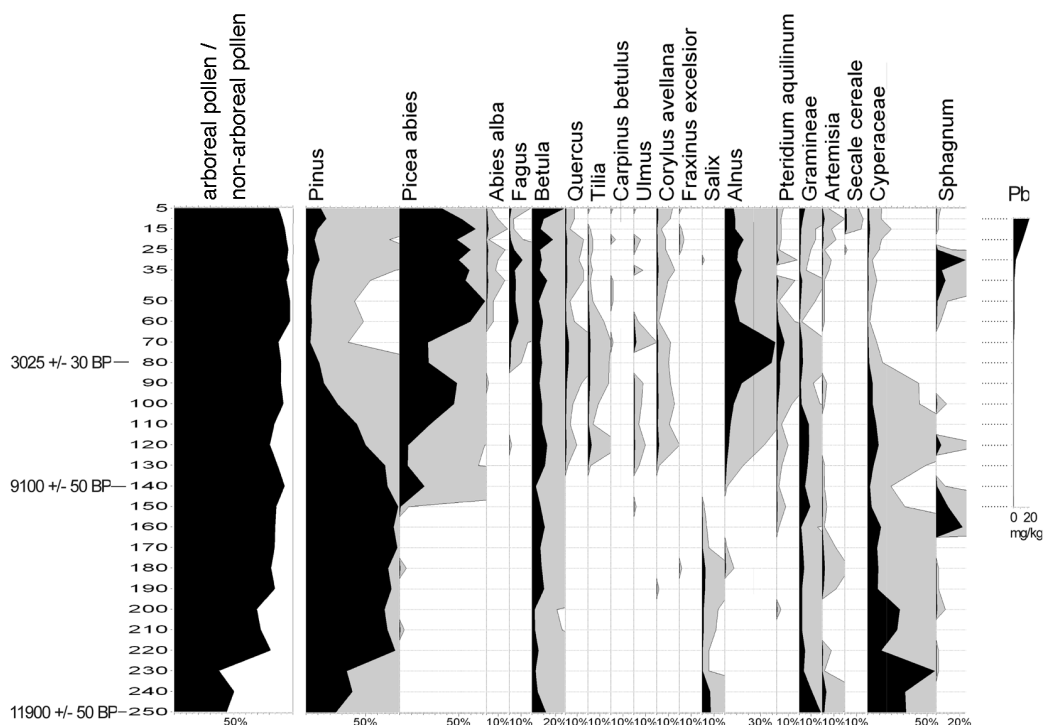 arboreal pollen /
non-arboreal pollen
Pinus
Picea abies
Abies alba
Fagus
Betula
Quercus
Tilia
Carpinus betulus
Ulmus
Corylus avellana
Fraxinus excelsior
Salix
Alnus
Pteridium aquilinum
Gramineae
Artemisia
Secale cereale
Cyperaceae
Sphagnum
Pb
5
15
25
35
50
60
70
3025 +/- 30 BP
80
90
100
110
120
130
9100 +/- 50 BP
140
150
160
170
180
190
200
210
220
230
240
11900 +/- 50 BP
250
0 20
mg/kg
50% 50% 50% 10% 10% 20% 10% 10% 10% 10% 10% 10% 10% 30% 10% 10% 10% 10% 50% 20%